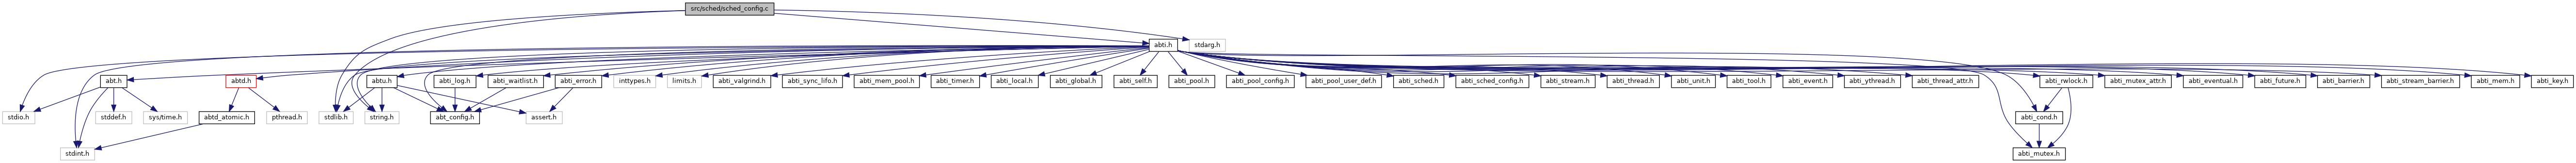 src/sched/sched_config.c
abti.h
stdarg.h
abt.h
abtd.h
abtu.h
abti_log.h
abti_waitlist.h
abti_error.h
inttypes.h
limits.h
abti_valgrind.h
abti_sync_lifo.h
abti_mem_pool.h
abti_timer.h
abti_local.h
abti_global.h
abti_self.h
abti_pool.h
abti_pool_config.h
abti_pool_user_def.h
abti_sched.h
abti_sched_config.h
abti_stream.h
abti_thread.h
abti_unit.h
abti_tool.h
abti_event.h
abti_ythread.h
abti_thread_attr.h
abti_rwlock.h
abti_mutex_attr.h
abti_eventual.h
abti_future.h
abti_barrier.h
abti_stream_barrier.h
abti_mem.h
abti_key.h
stdio.h
stddef.h
sys/time.h
abtd_atomic.h
pthread.h
stdlib.h
string.h
abt_config.h
assert.h
abti_cond.h
stdint.h
abti_mutex.h